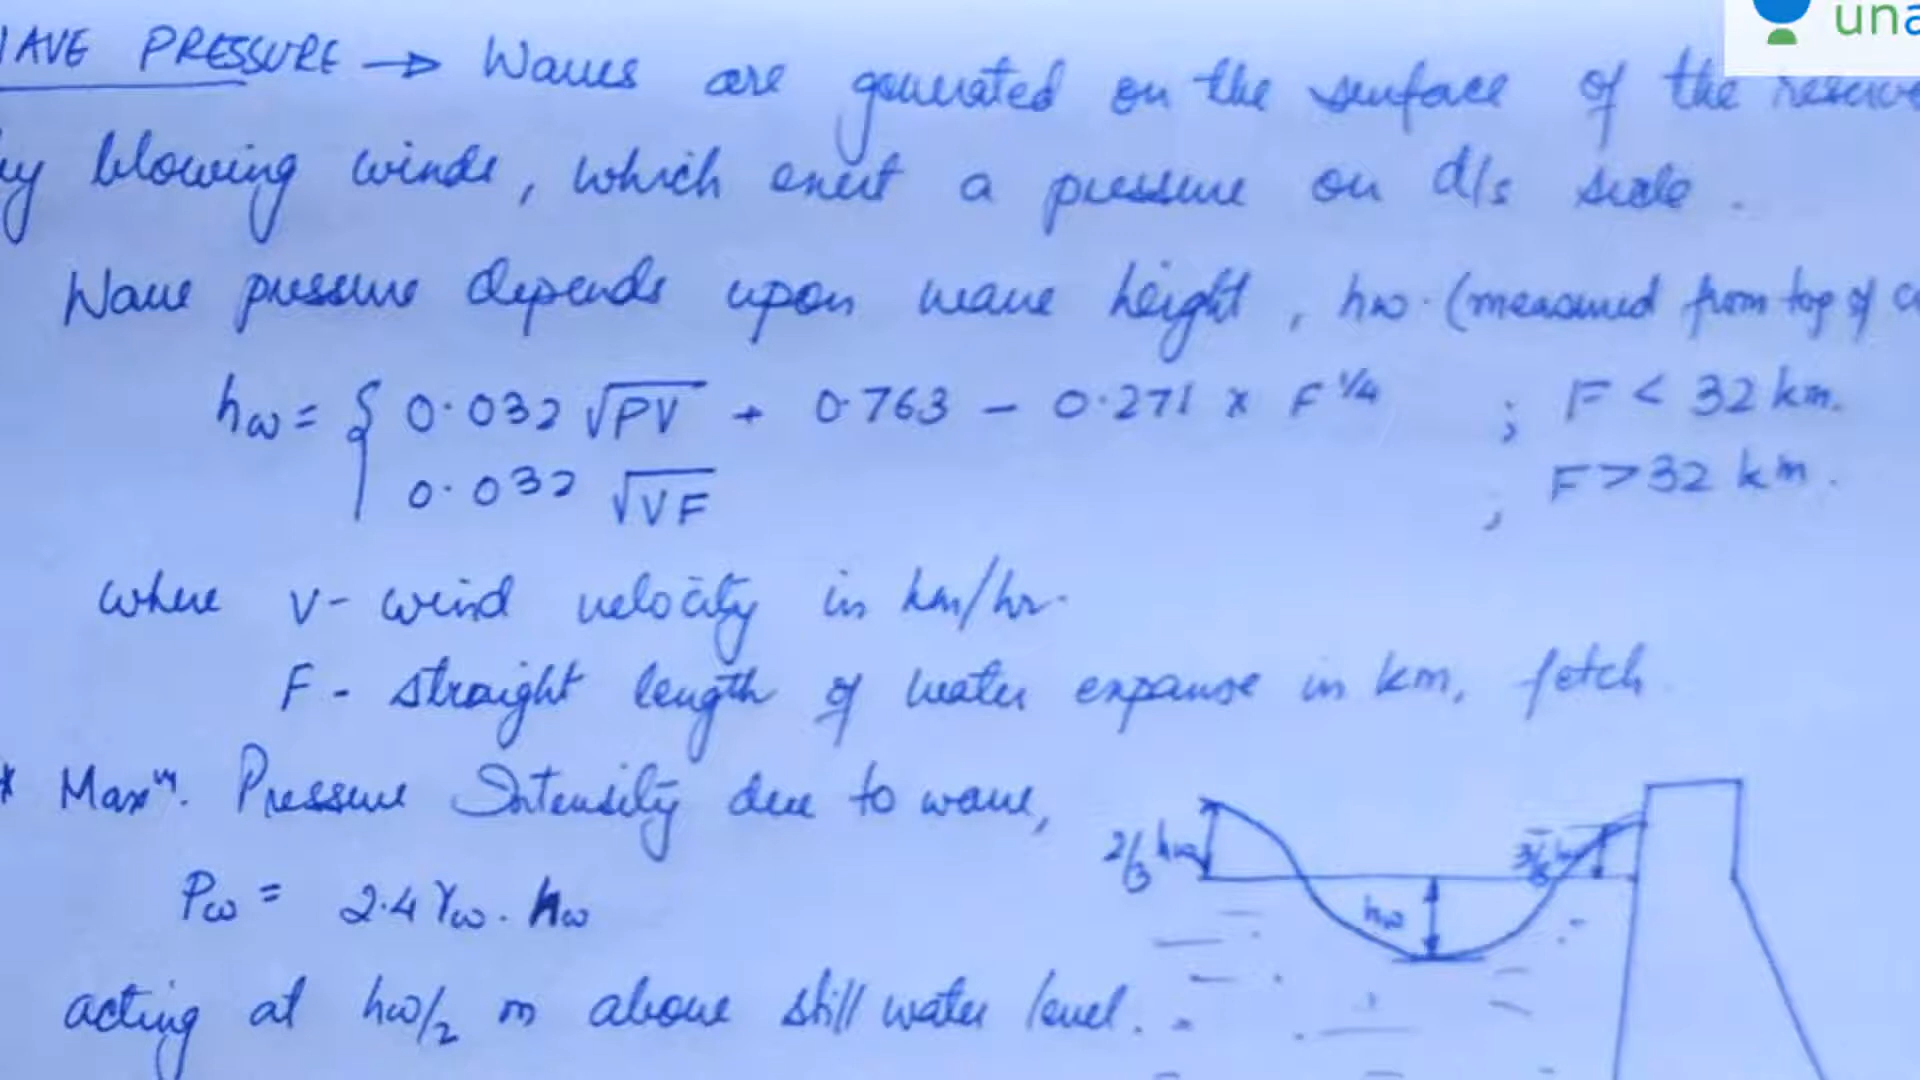 una
WAVE PRESSURE → Waves are generated on the surface of the
by blowing winds, which exert a pressure on d/s side.
Wave pressure depends upon wave height, hw. (measured from top of
hw = { 0.032 √PV + 0.763 - 0.271 x F^1/4 ; F < 32 km.
0.032 √VF ; F > 32 km.
where V - wind velocity in km/hr.
F - straight length of water expanse in km, fetch
* Maxm. Pressure Intensity due to wave,
2/3 hw
Pw = 2.4 γw. hw
hw
acting at hw/2 m above still water level.